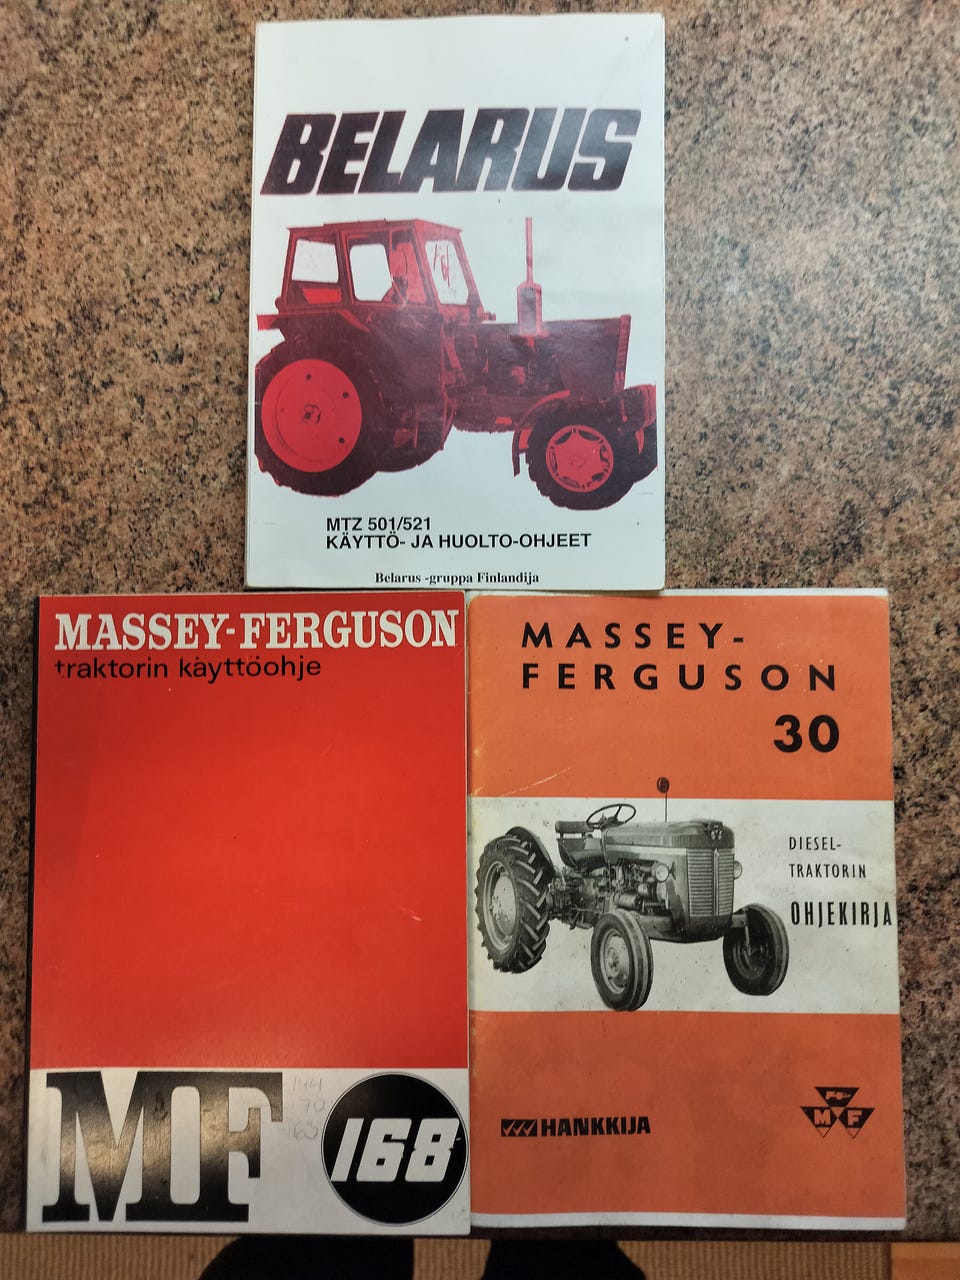 BELARUS
MTZ 501/521
KÄYTTÖ- JA HUOLTO-OHJEET
Belarus -gruppa Finlandija
MASSEY-FERGUSON
traktorin käyttöohje
MF
168
MASSEY-
FERGUSON
30
DIESEL-
TRAKTORIN
OHJEKIRJA
HANKKIJA
M F